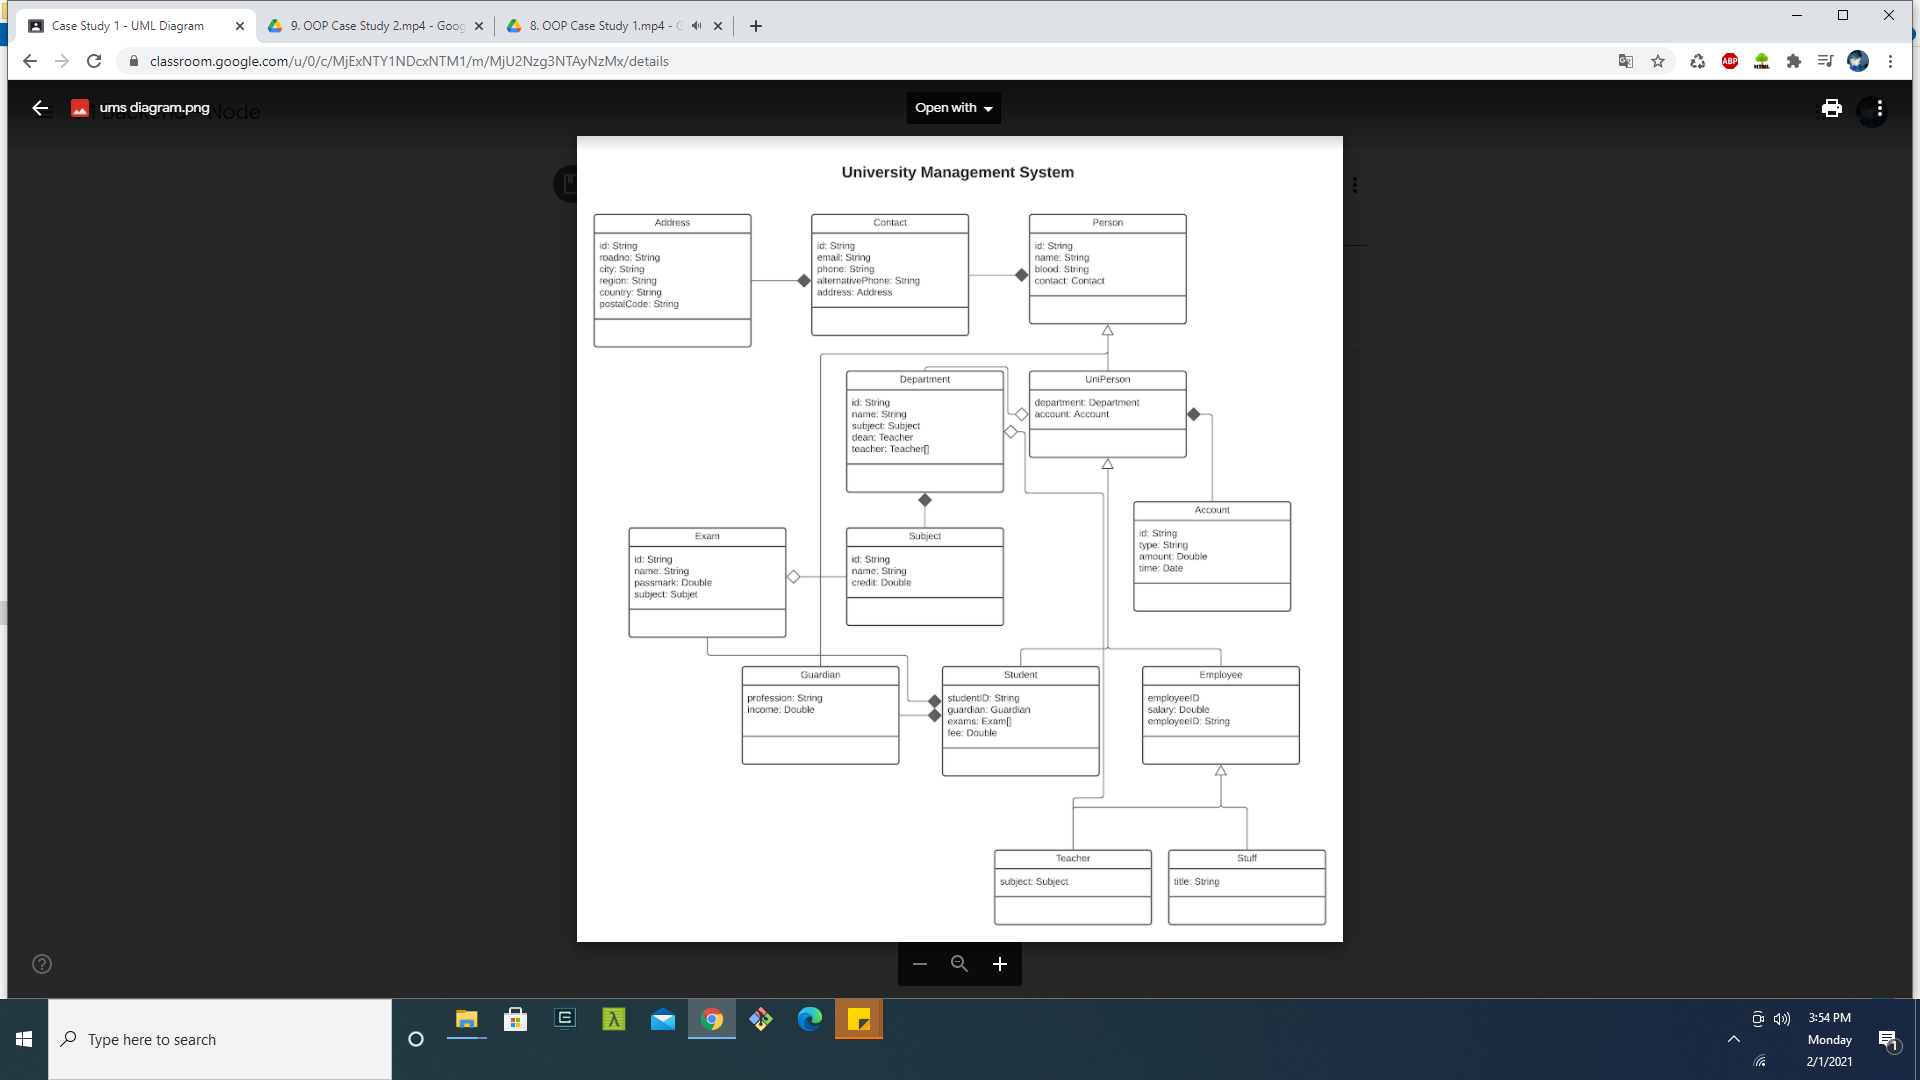 Case Study 1 - UML Diagram
9. OOP Case Study 2.mp4 - Goog
8. OOP Case Study 1.mp4 - G
classroom.google.com/u/0/c/MjExNTY1NDcxNTM1/m/MjU2Nzg3NTAyNzMx/details
ABP
HTML
ums diagram.png
Node
Open with
University Management System
Address
id: String
roadno: String
city: String
region: String
country: String
postalCode: String
Contact
id: String
email: String
phone: String
alternativePhone: String
address: Address
Person
id: String
name: String
blood: String
contact: Contact
Department
id: String
name: String
subject: Subject
dean: Teacher
teacher: Teacher[]
UniPerson
department: Department
account: Account
Account
id: String
type: String
amount: Double
time: Date
Exam
id: String
name: String
passmark: Double
subject: Subjet
Subject
id: String
name: String
credit: Double
Guardian
profession: String
income: Double
Student
studentID: String
guardian: Guardian
exams: Exam[]
fee: Double
Employee
employeeID
salary: Double
employeeID: String
Teacher
subject: Subject
Stuff
title: String
Type here to search
3:54 PM
Monday
2/1/2021
1